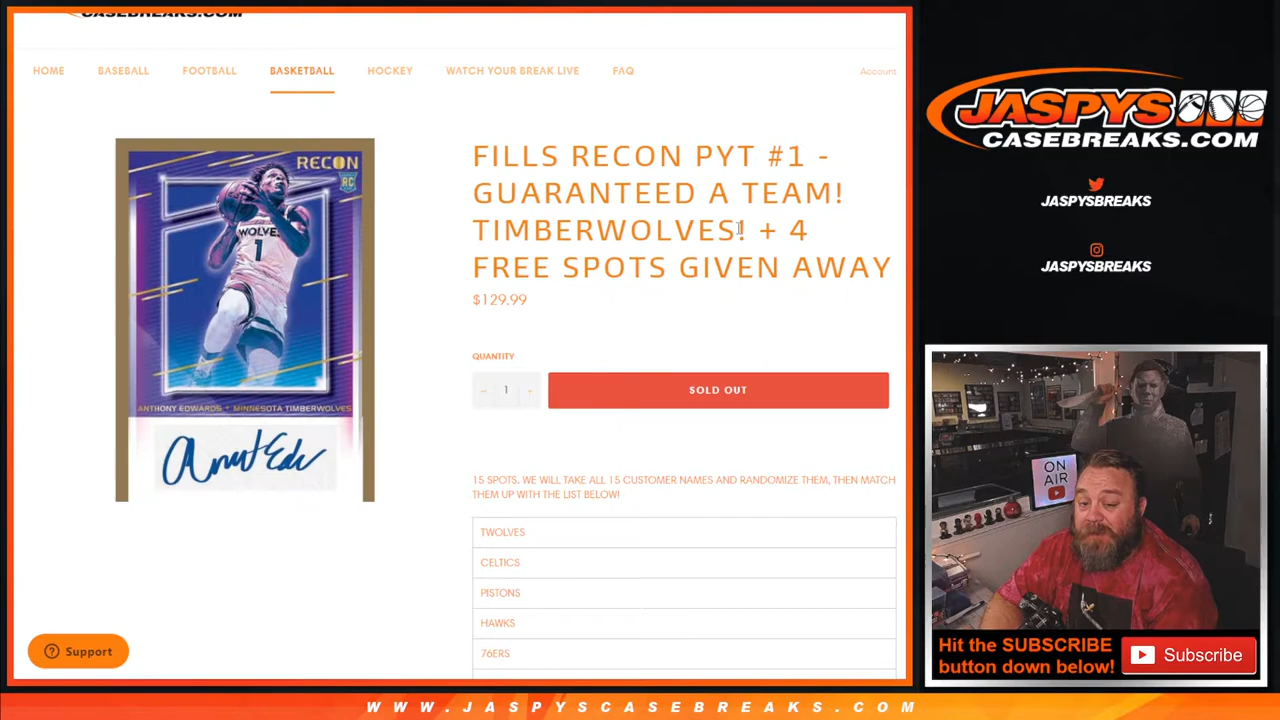 CASEBREAKS.COM
HOME BASEBALL FOOTBALL BASKETBALL HOCKEY WATCH YOUR BREAK LIVE FAQ Account
RECON
RC
WOLVES
1
ANTHONY EDWARDS • MINNESOTA TIMBERWOLVES
FILLS RECON PYT #1 -
GUARANTEED A TEAM!
TIMBERWOLVES! + 4
FREE SPOTS GIVEN AWAY
$129.99
QUANTITY
− 1 +
SOLD OUT
15 SPOTS. WE WILL TAKE ALL 15 CUSTOMER NAMES AND RANDOMIZE THEM, THEN MATCH
THEM UP WITH THE LIST BELOW!
TWOLVES
CELTICS
PISTONS
HAWKS
76ERS
Support
JASPYS
CASEBREAKS.COM
JASPYSBREAKS
JASPYSBREAKS
ON
AIR
Hit the SUBSCRIBE
button down below!
Subscribe
WWW.JASPYSCASEBREAKS.COM